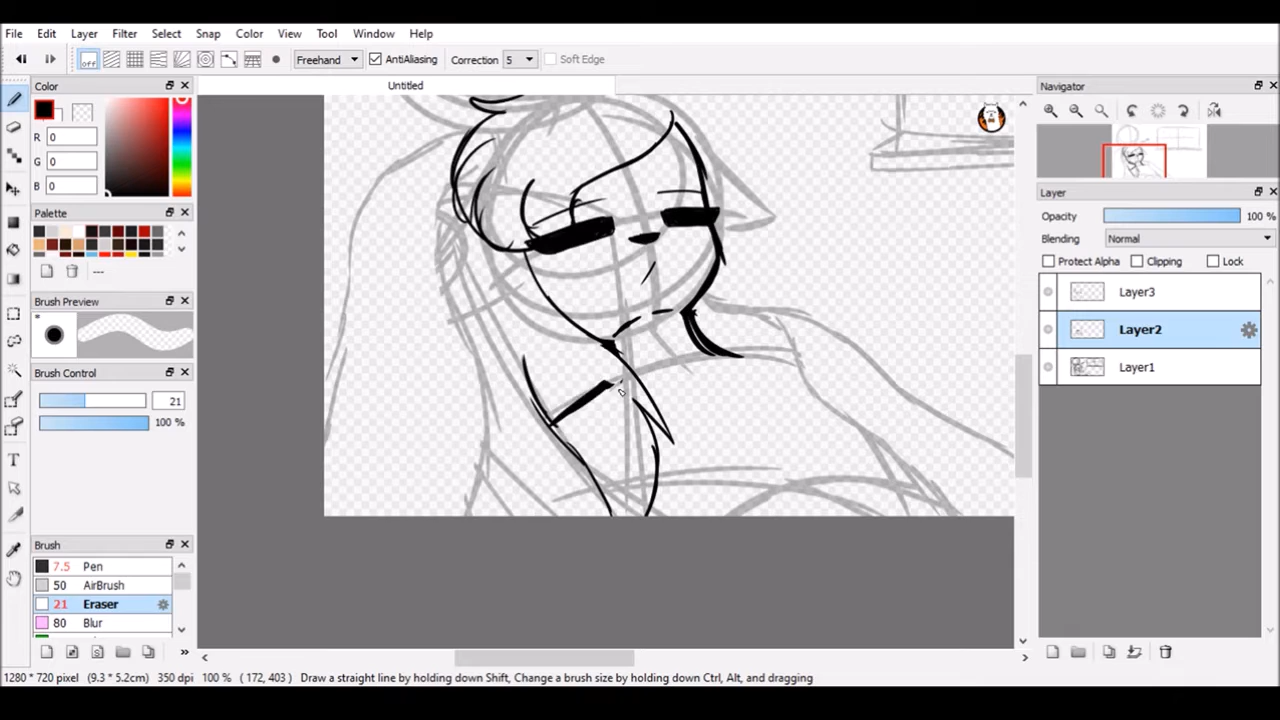 File Edit Layer Filter Select Snap Color View Tool Window Help
off Freehand AntiAliasing Correction 5 Soft Edge
Color
R 0
G 0
B 0
Palette
---
Brush Preview
*
Brush Control
21
100 %
Brush
7.5 Pen
50 AirBrush
21 Eraser
80 Blur
Untitled
Navigator
Layer
Opacity 100 %
Blending Normal
Protect Alpha Clipping Lock
Layer3
Layer2
Layer1
T
1280 * 720 pixel (9.3 * 5.2cm) 350 dpi 100 % ( 172, 403 ) Draw a straight line by holding down Shift, Change a brush size by holding down Ctrl, Alt, and dragging